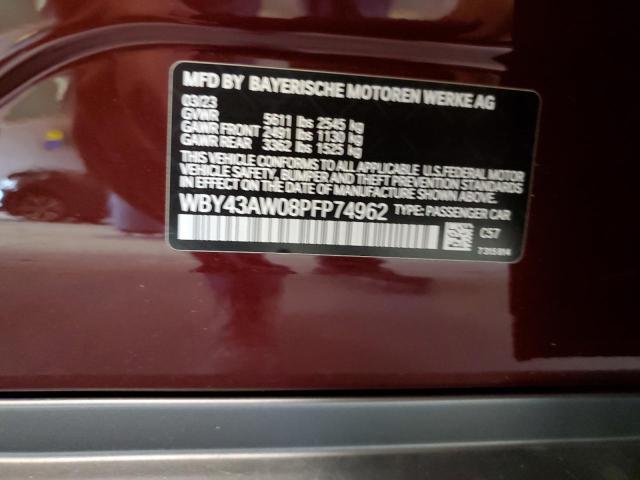 MFD BY BAYERISCHE MOTOREN WERKE AG
03/23
GVWR 5611 lbs 2545 kg
GAWR FRONT 2491 lbs 1130 kg
GAWR REAR 3362 lbs 1525 kg
THIS VEHICLE CONFORMS TO ALL APPLICABLE U.S.FEDERAL MOTOR
VEHICLE SAFETY, BUMPER AND THEFT PREVENTION STANDARDS
IN EFFECT ON THE DATE OF MANUFACTURE SHOWN ABOVE.
WBY43AW08PFP74962 TYPE: PASSENGER CAR
C57
7315814